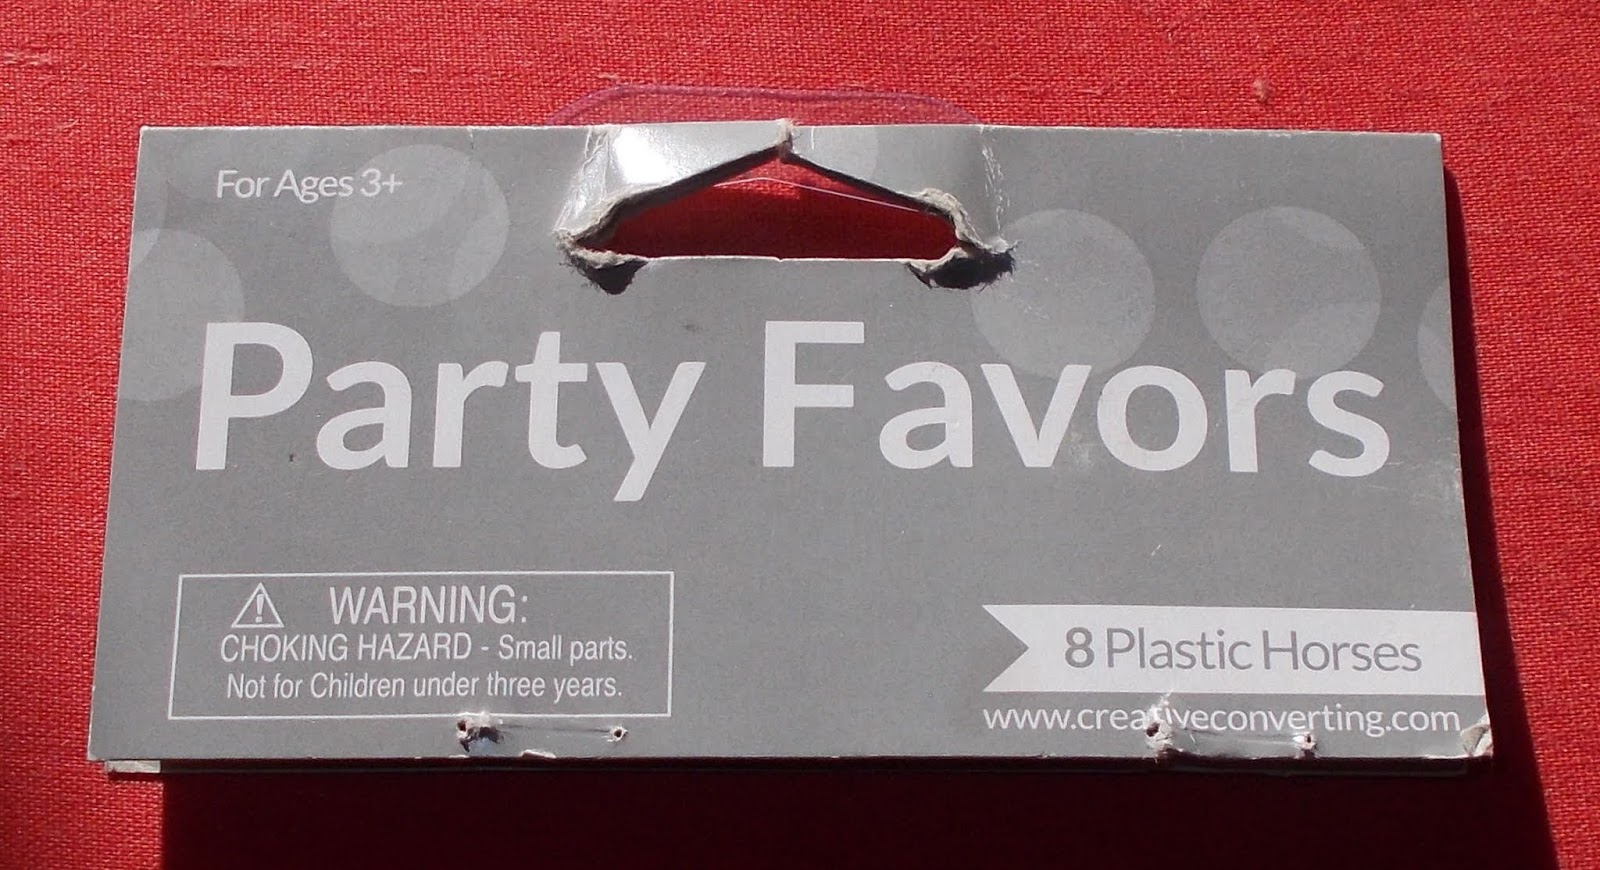 For Ages 3+
Party Favors
⚠ WARNING:
CHOKING HAZARD - Small parts.
Not for Children under three years.
8 Plastic Horses
www.creativeconverting.com